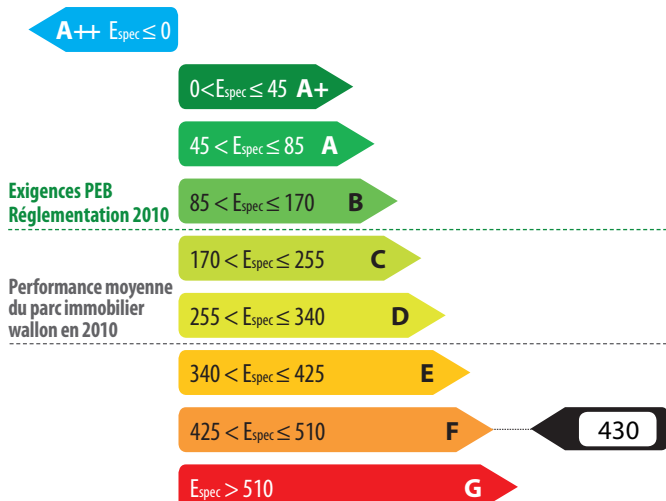 A++ Espec ≤ 0
0<Espec ≤ 45 A+
45 < Espec ≤ 85 A
Exigences PEB
Réglementation 2010
85 < Espec ≤ 170 B
170 < Espec ≤ 255 C
Performance moyenne
du parc immobilier
wallon en 2010
255 < Espec ≤ 340 D
340 < Espec ≤ 425 E
425 < Espec ≤ 510 F
430
Espec > 510 G